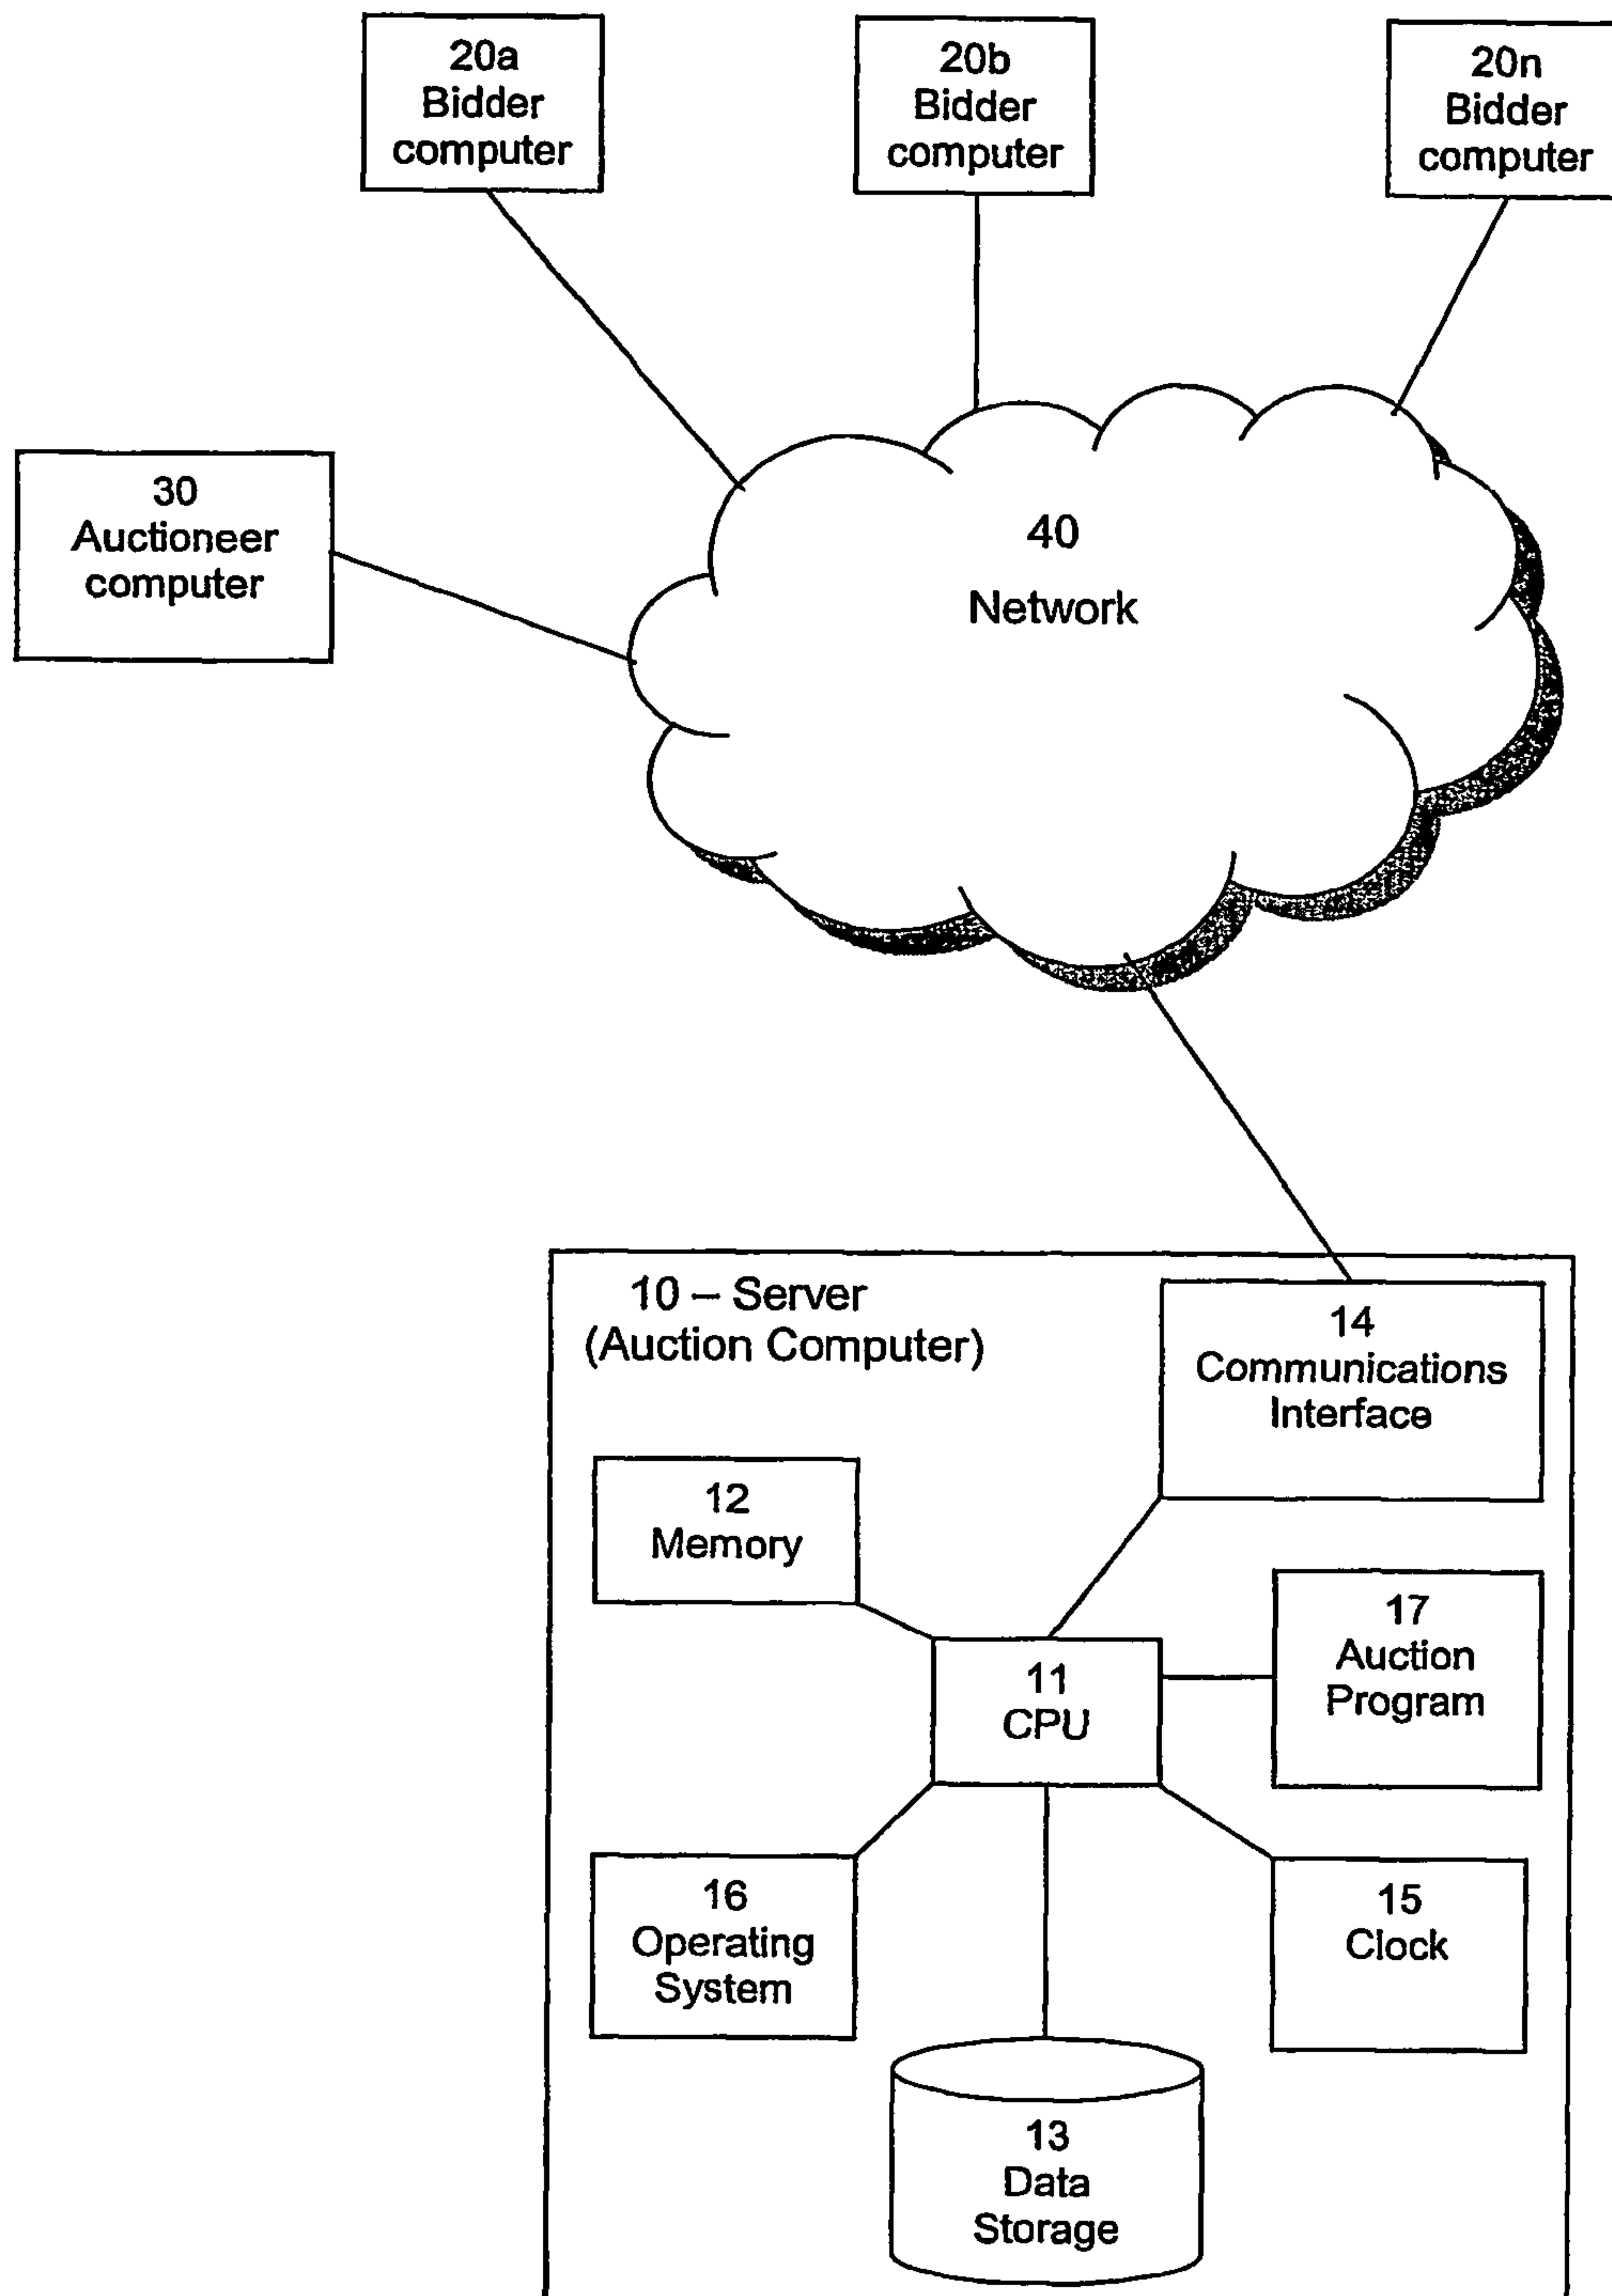 20a
Bidder
computer
20b
Bidder
computer
20n
Bidder
computer
30
Auctioneer
computer
40
Network
10 – Server
(Auction Computer)
14
Communications
Interface
12
Memory
17
Auction
Program
11
CPU
16
Operating
System
15
Clock
13
Data
Storage